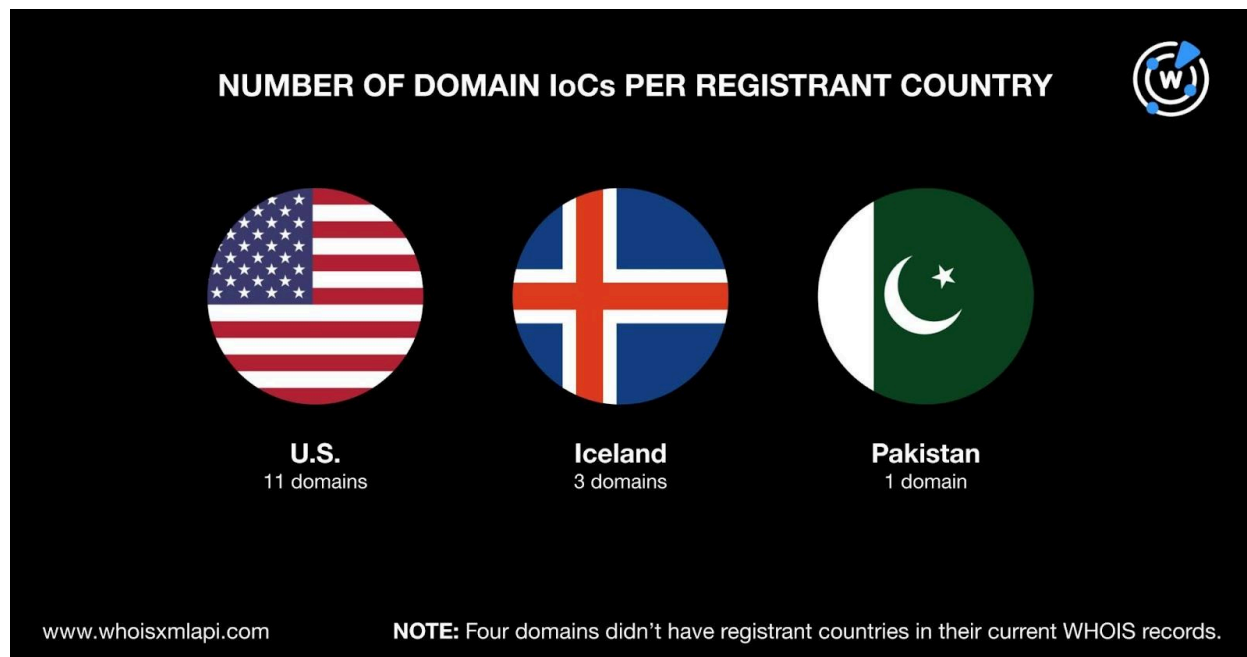 NUMBER OF DOMAIN IoCs PER REGISTRANT COUNTRY
W
U.S.
11 domains
Iceland
3 domains
Pakistan
1 domain
www.whoisxmlapi.com
NOTE: Four domains didn’t have registrant countries in their current WHOIS records.